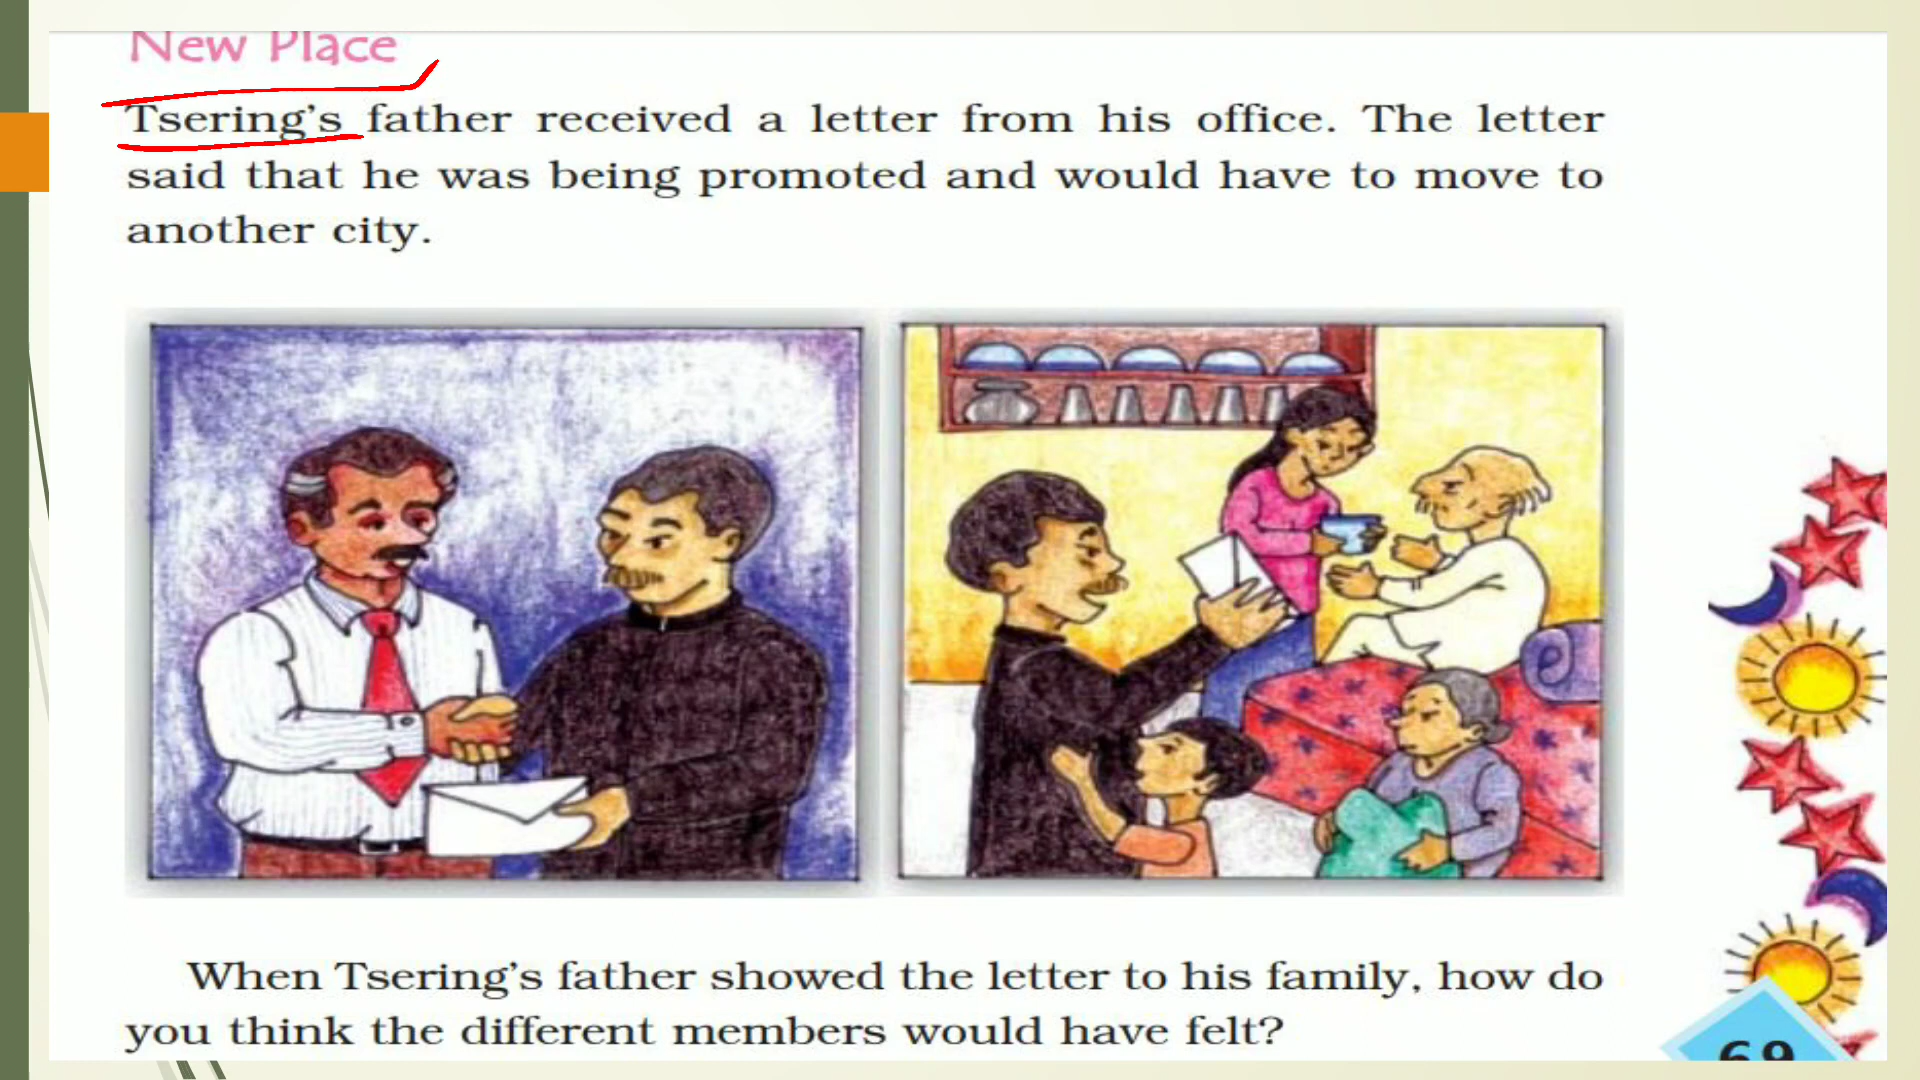 New Place
Tsering's father received a letter from his office. The letter
said that he was being promoted and would have to move to
another city.
When Tsering's father showed the letter to his family, how do
you think the different members would have felt?
69